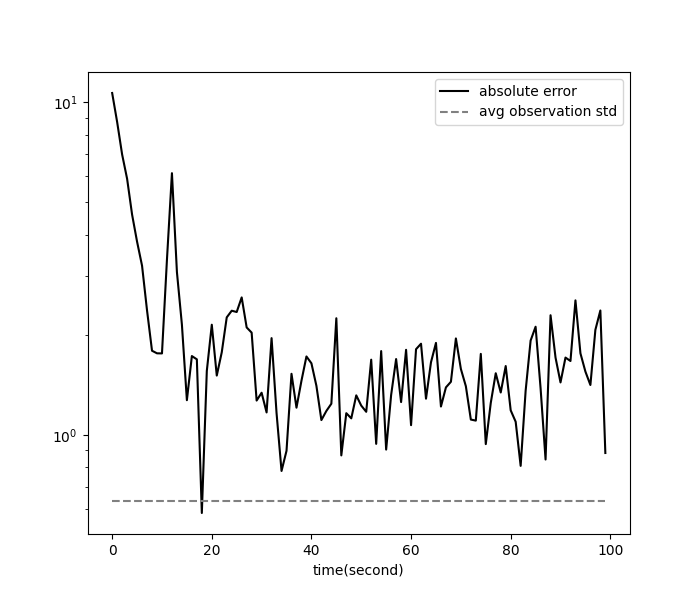 absolute error
avg observation std
10¹
10⁰
0 20 40 60 80 100
time(second)